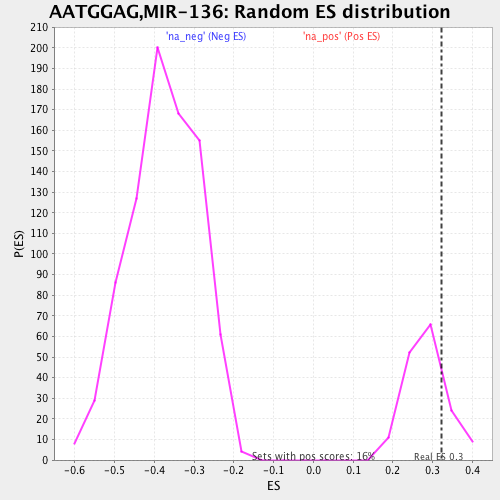 AATGGAG,MIR-136: Random ES distribution
'na_neg' (Neg ES)
'na_pos' (Pos ES)
P(ES)
210
200
190
180
170
160
150
140
130
120
110
100
90
80
70
60
50
40
30
20
10
0
Sets with pos scores: 16%
Real ES 0.3
-0.6 -0.5 -0.4 -0.3 -0.2 -0.1 0.0 0.1 0.2 0.3 0.4
ES